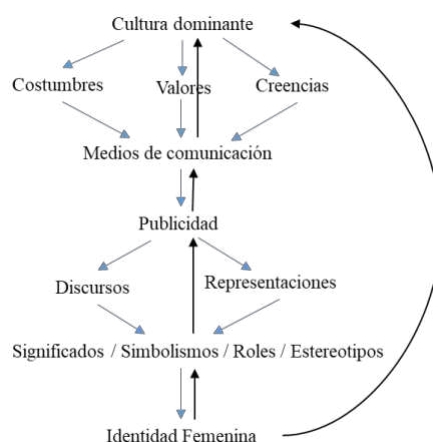 Cultura dominante
Costumbres Valores Creencias
Medios de comunicación
Publicidad
Discursos Representaciones
Significados / Simbolismos / Roles / Estereotipos
Identidad Femenina